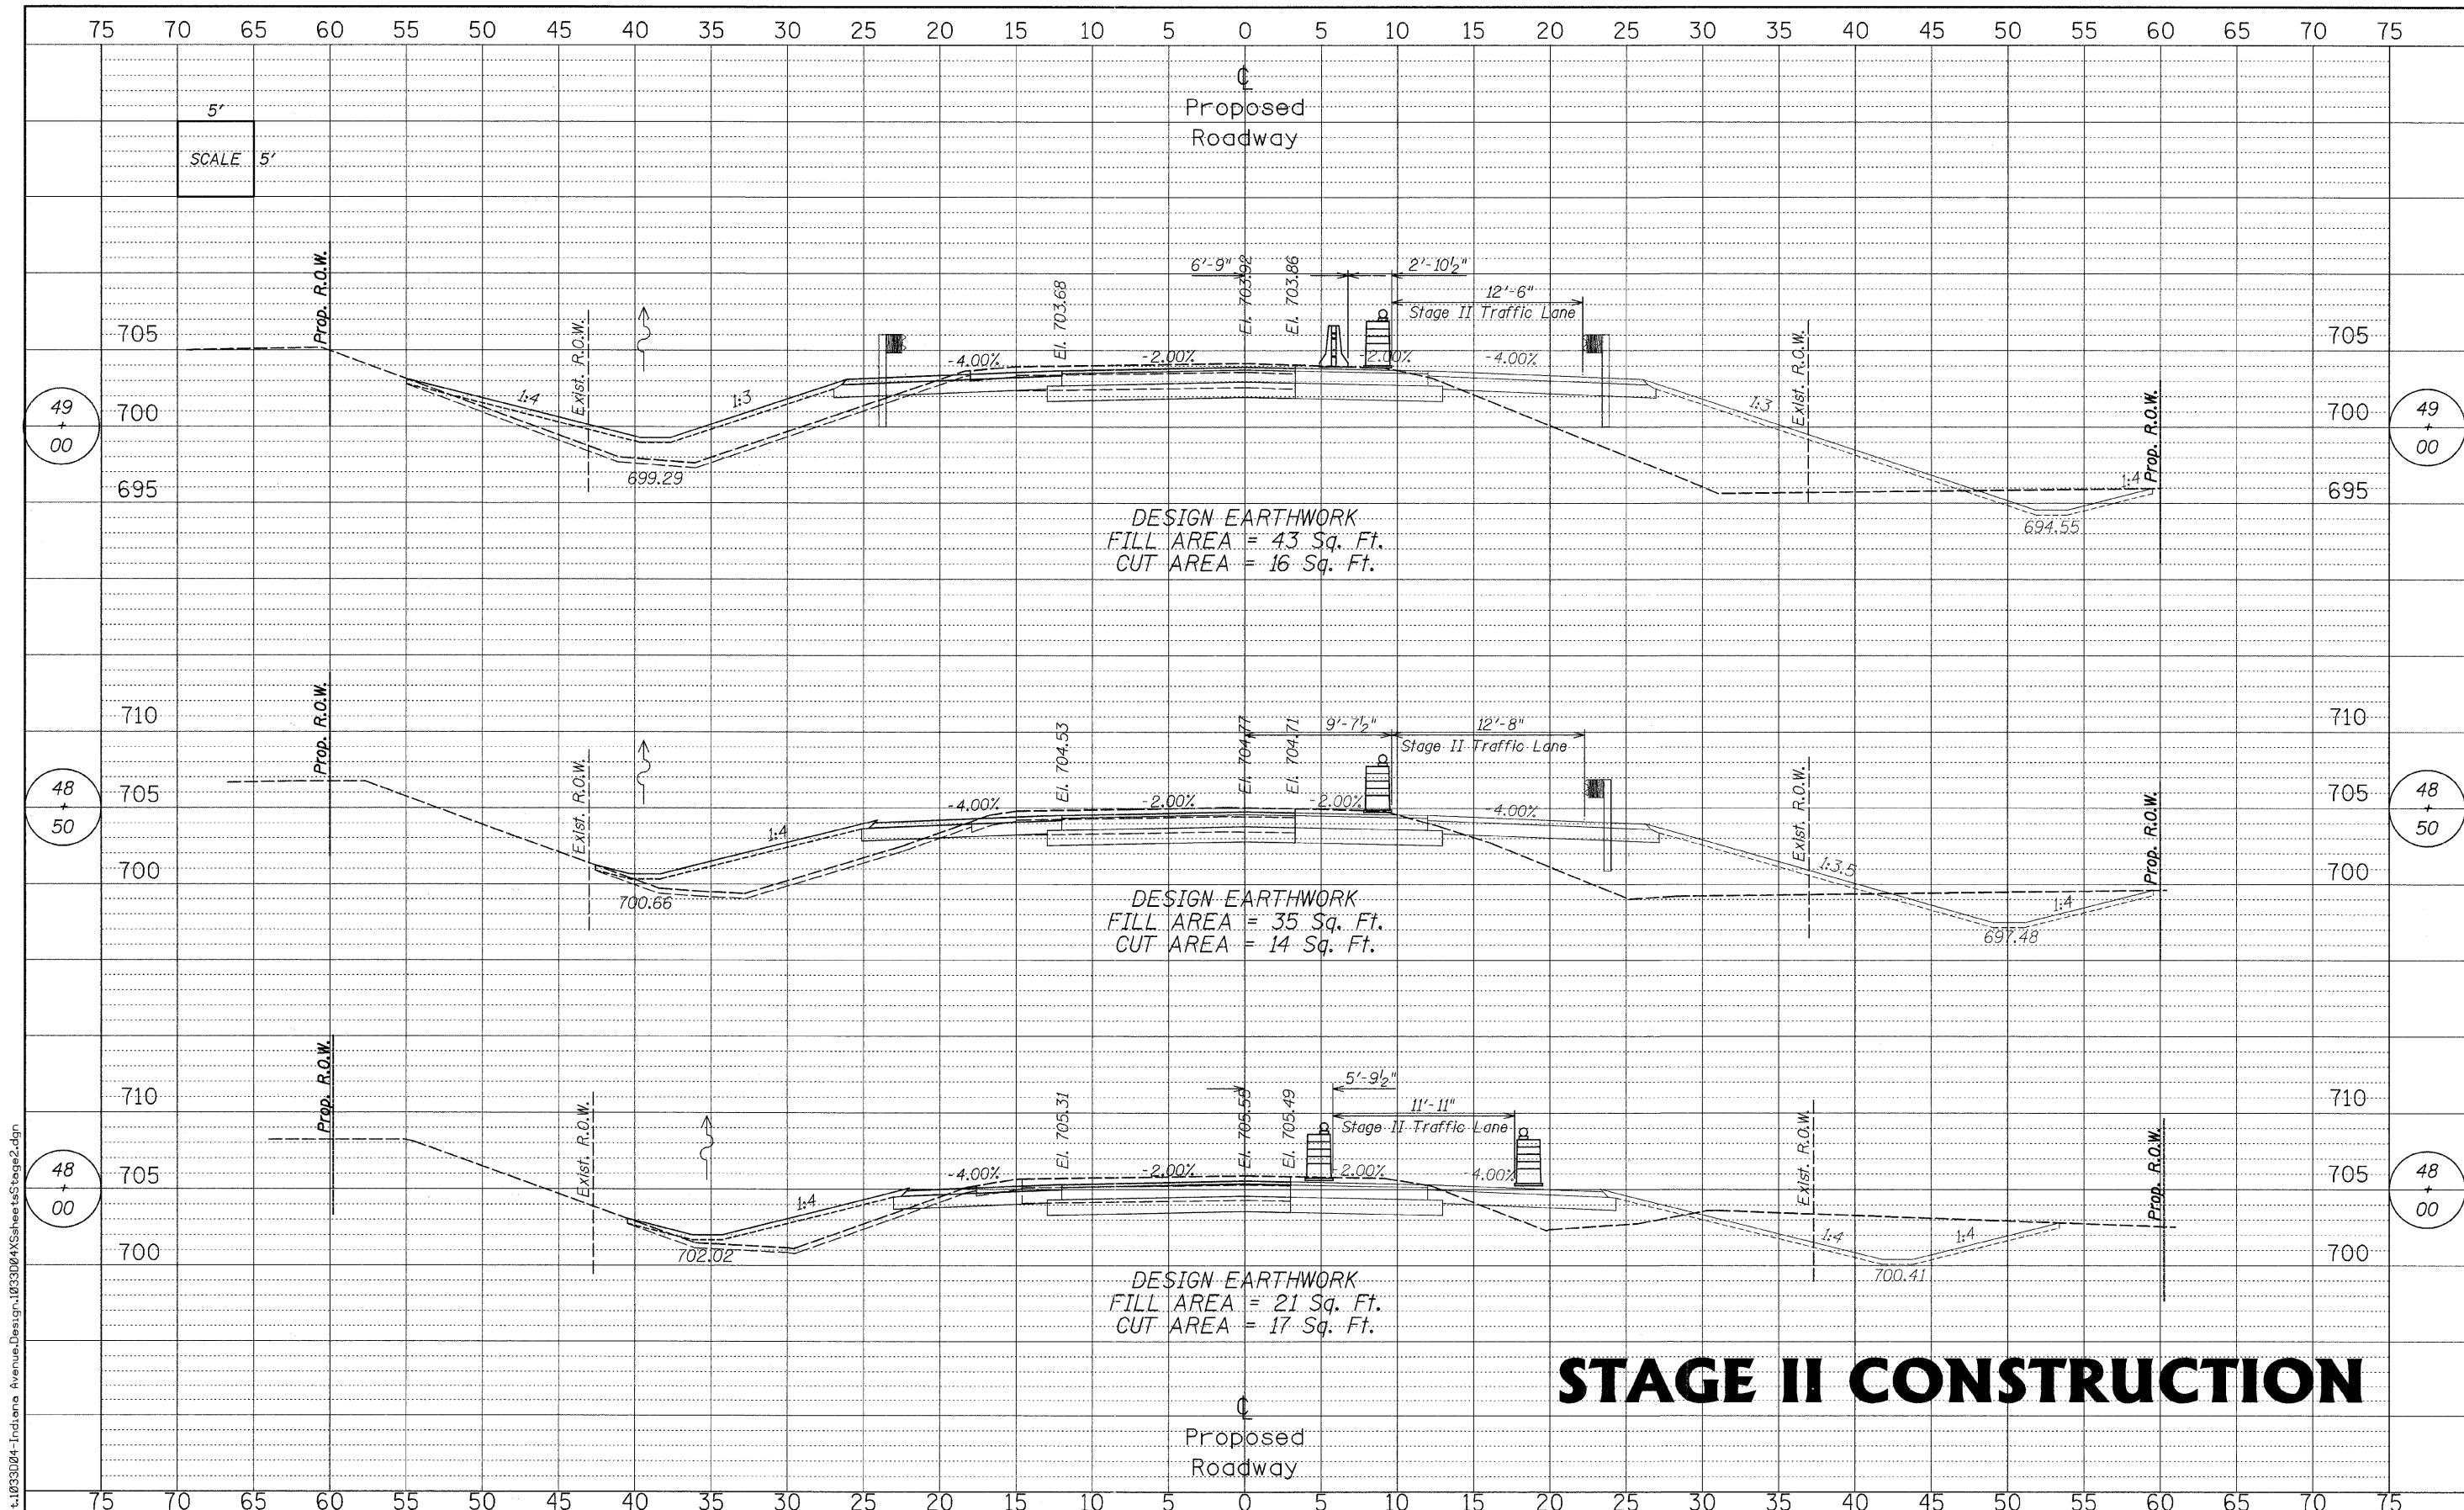 75 70 65 60 55 50 45 40 35 30 25 20 15 10 5 0 5 10 15 20 25 30 35 40 45 50 55 60 65 70 75
℄
Proposed
Roadway
5'
SCALE 5'
Prop. R.O.W.
Exist. R.O.W.
6'-9" 2'-10½"
El. 703.68
El. 703.92
El. 703.86
12'-6"
Stage II Traffic Lane
Exist. R.O.W.
Prop. R.O.W.
705 705
-4.00% -2.00% -2.00% -4.00%
49
+
00
49
+
00
700 700
1:4 1:3 1:3 1:4
695 695
699.29
694.55
DESIGN EARTHWORK
FILL AREA = 43 Sq. Ft.
CUT AREA = 16 Sq. Ft.
Prop. R.O.W.
Exist. R.O.W.
710 710
El. 704.53
El. 704.77
El. 704.71
9'-7½" 12'-8"
Stage II Traffic Lane
Exist. R.O.W.
Prop. R.O.W.
705 705
48
+
50
48
+
50
-4.00% -2.00% -2.00% -4.00%
1:4 1:3.5 1:4
700 700
700.66
697.48
DESIGN EARTHWORK
FILL AREA = 35 Sq. Ft.
CUT AREA = 14 Sq. Ft.
Prop. R.O.W.
Exist. R.O.W.
710 710
El. 705.31
El. 705.55
El. 705.49
5'-9½"
11'-11"
Stage II Traffic Lane
Exist. R.O.W.
Prop. R.O.W.
705 705
48
+
00
48
+
00
-4.00% -2.00% -2.00% -4.00%
1:4 1:4 1:4
700 700
702.02
700.41
DESIGN EARTHWORK
FILL AREA = 21 Sq. Ft.
CUT AREA = 17 Sq. Ft.
STAGE II CONSTRUCTION
℄
Proposed
Roadway
75 70 65 60 55 50 45 40 35 30 25 20 15 10 5 0 5 10 15 20 25 30 35 40 45 50 55 60 65 70 75
t.1033D04-Indiana Avenue.Design.1033D04XSsheetsStage2.dgn